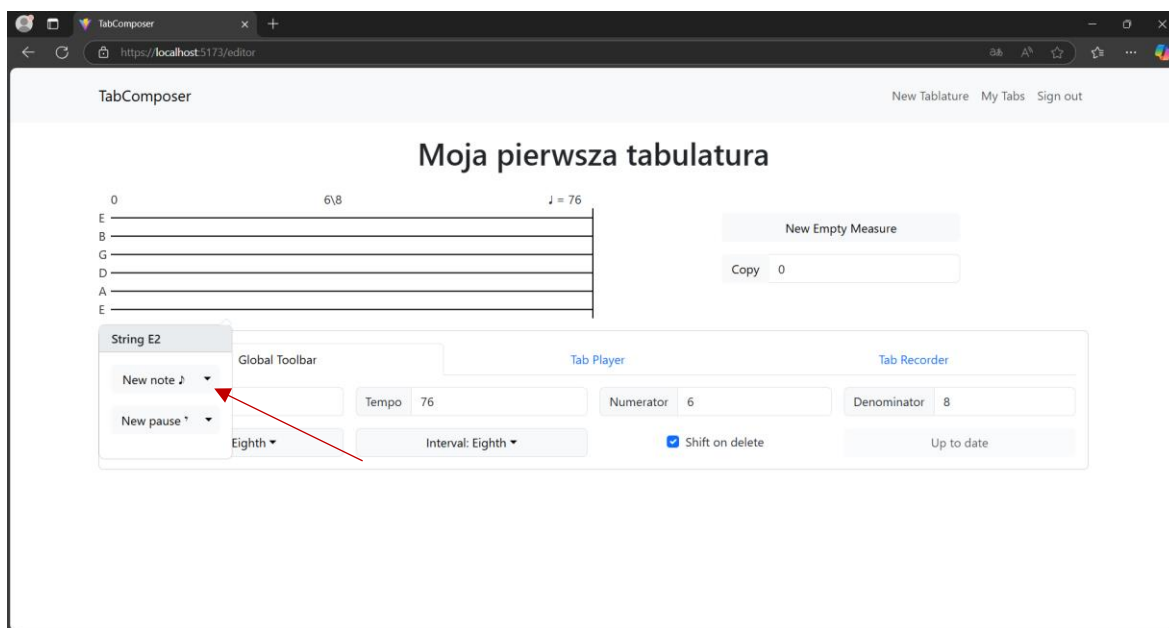 TabComposer
https://localhost:5173/editor
TabComposer New Tablature My Tabs Sign out
Moja pierwsza tabulatura
0 6\8 ♩ = 76
E
B
G
D
A
E
New Empty Measure
Copy 0
String E2
New note ♪
New pause
Global Toolbar Tab Player Tab Recorder
Tempo 76 Numerator 6 Denominator 8
Eighth Interval: Eighth Shift on delete Up to date